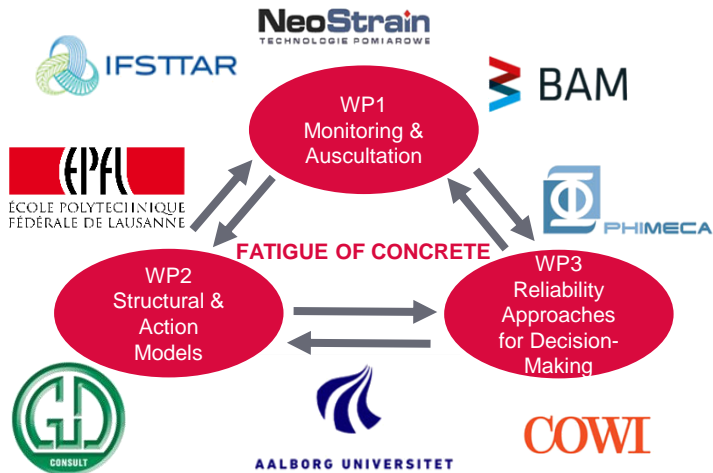 NeoStrain
TECHNOLOGIE POMIAROWE
IFSTTAR
BAM
WP1
Monitoring &
Auscultation
EPFL
ÉCOLE POLYTECHNIQUE
FÉDÉRALE DE LAUSANNE
PHIMECA
FATIGUE OF CONCRETE
WP2
Structural &
Action
Models
WP3
Reliability
Approaches
for Decision-
Making
CONSULT
AALBORG UNIVERSITET
COWI